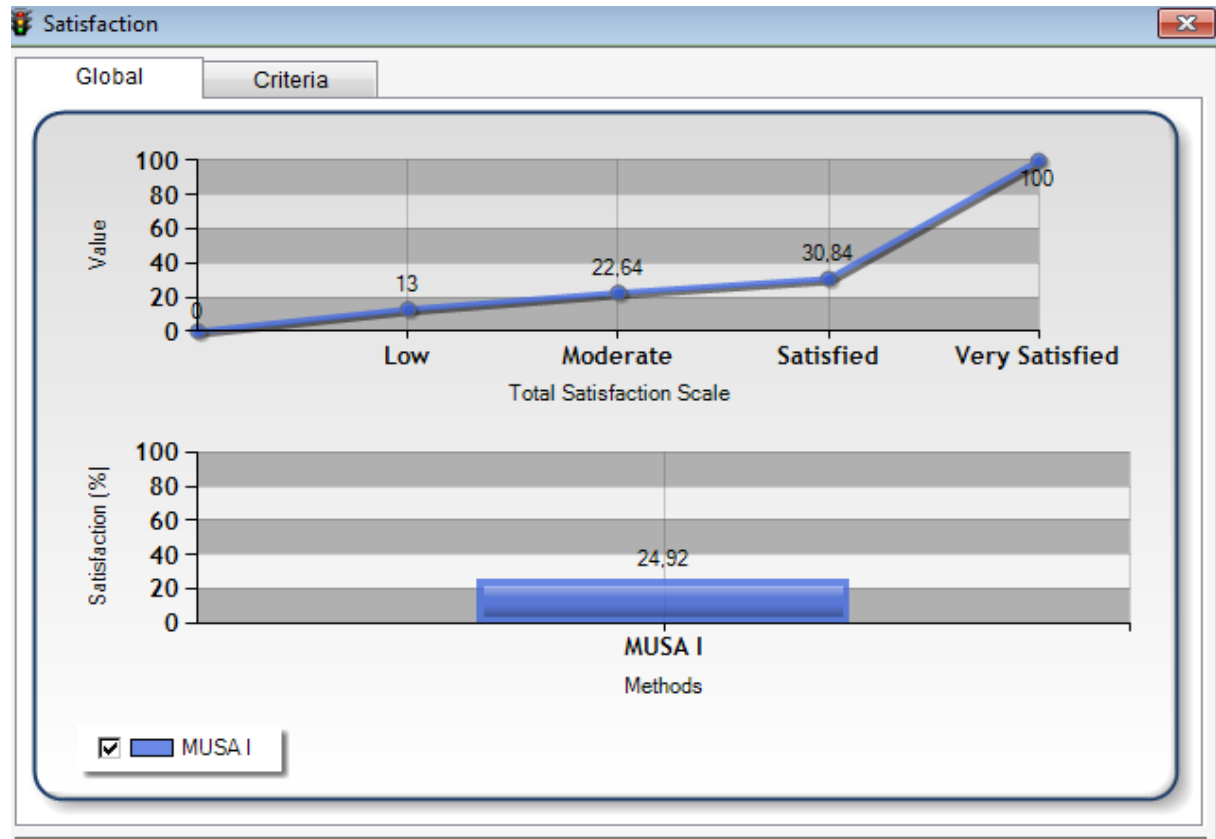 Satisfaction
Global
Criteria
Value
100
80
60
40
20
0
0
13
22,64
30,84
100
Low Moderate Satisfied Very Satisfied
Total Satisfaction Scale
Satisfaction (%)
100
80
60
40
20
0
24,92
MUSA I
Methods
MUSA I